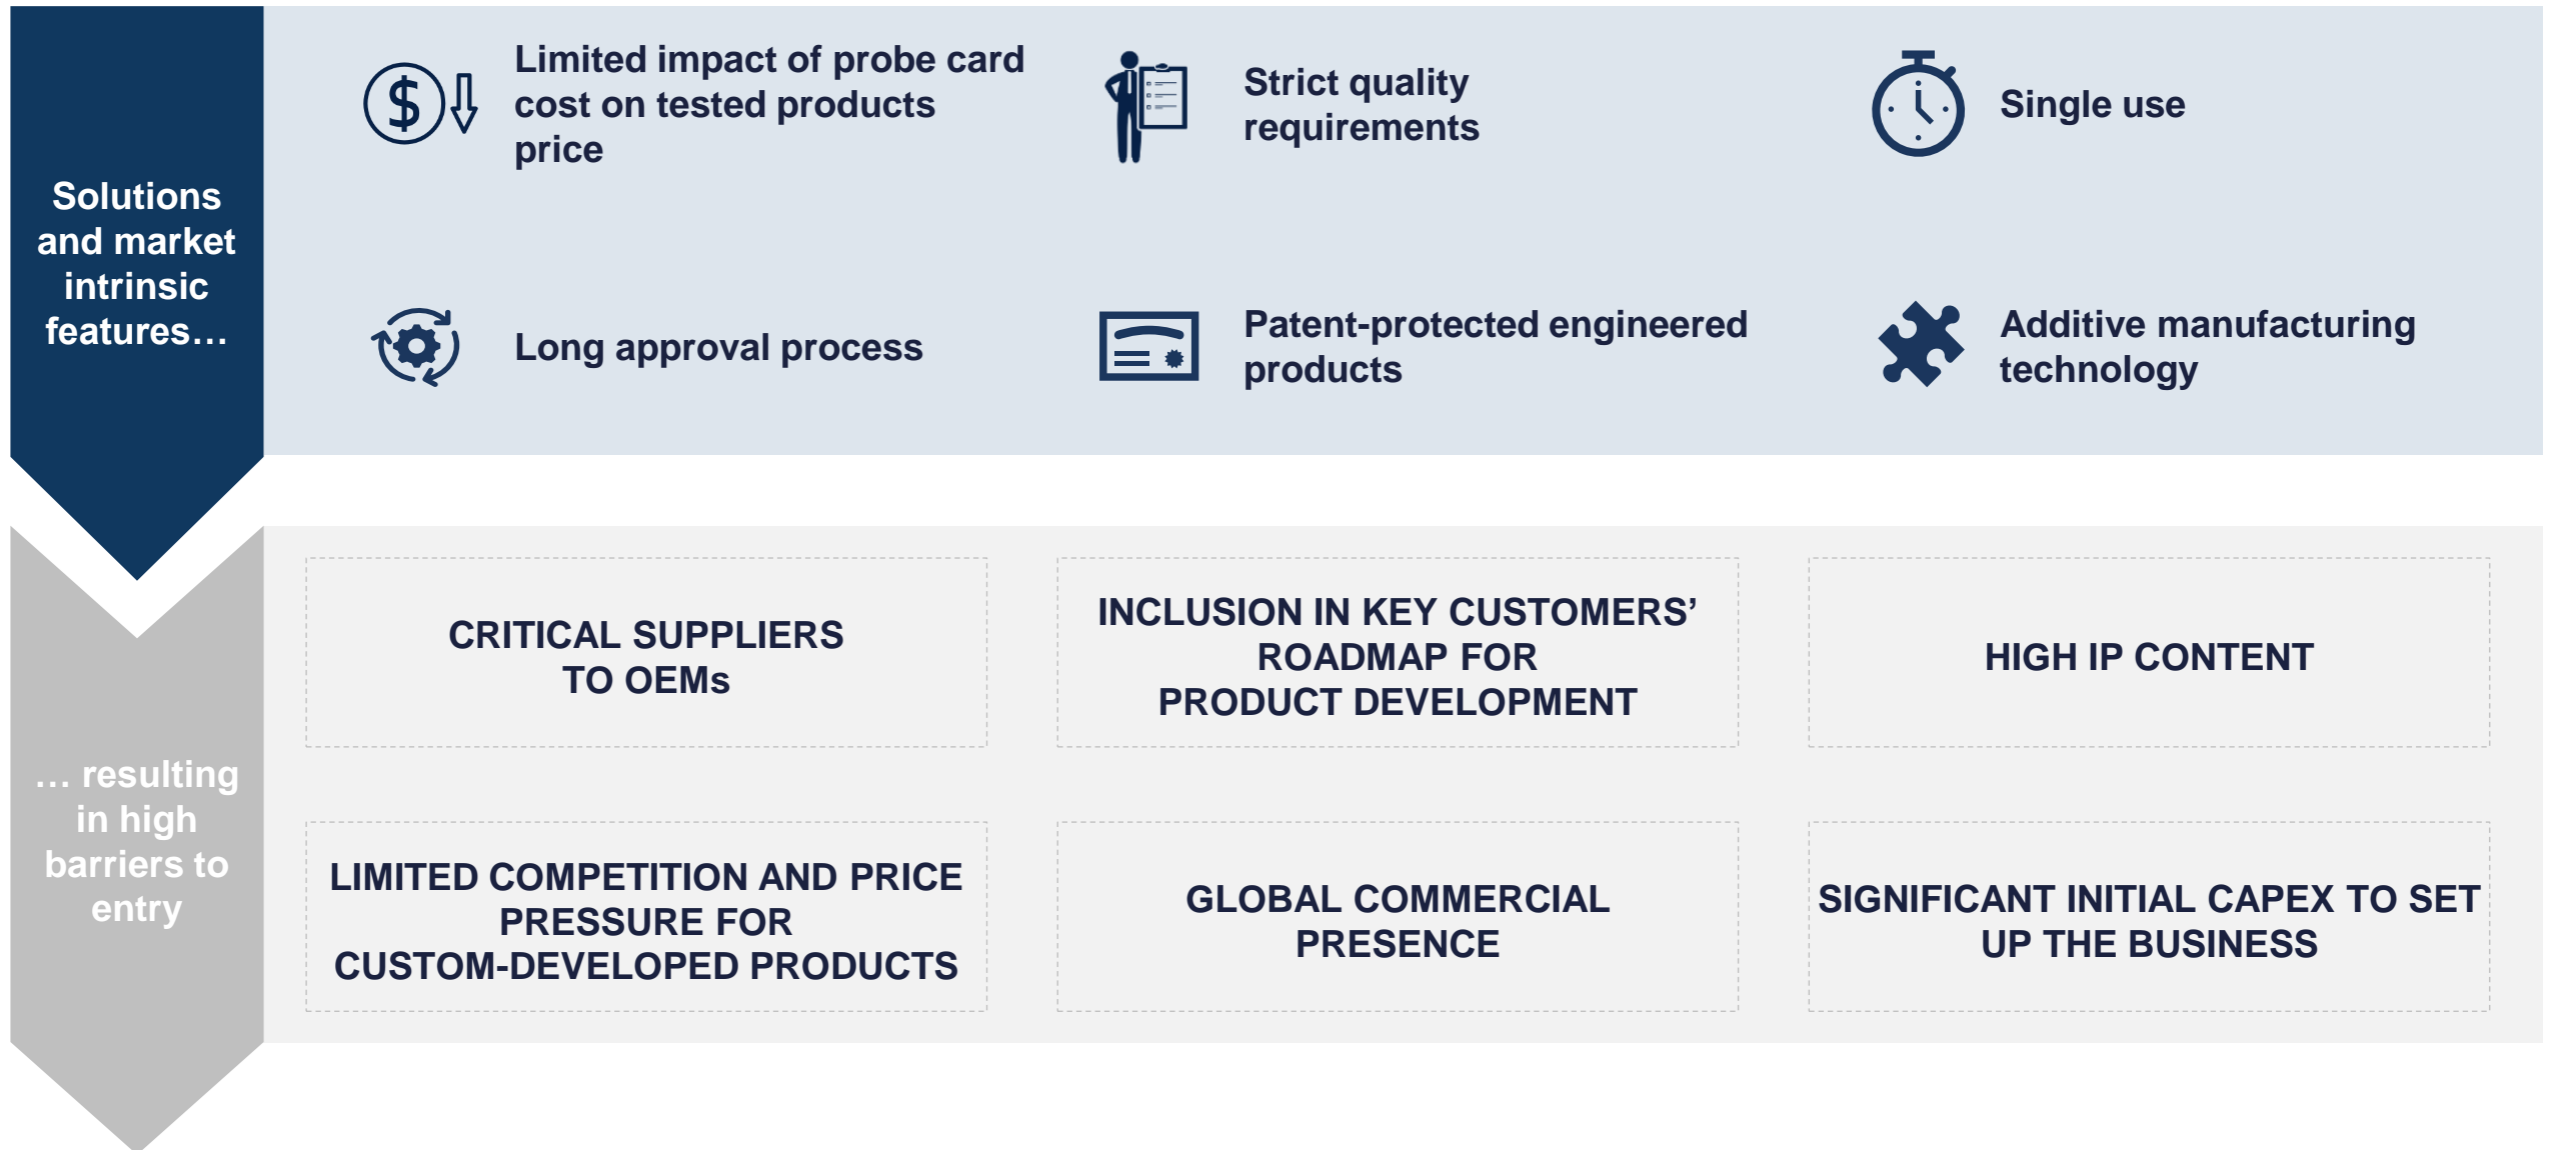 Solutions
and market
intrinsic
features…
Limited impact of probe card
cost on tested products
price
Strict quality
requirements
Single use
Long approval process
Patent-protected engineered
products
Additive manufacturing
technology
… resulting
in high
barriers to
entry
CRITICAL SUPPLIERS
TO OEMs
INCLUSION IN KEY CUSTOMERS’
ROADMAP FOR
PRODUCT DEVELOPMENT
HIGH IP CONTENT
LIMITED COMPETITION AND PRICE
PRESSURE FOR
CUSTOM-DEVELOPED PRODUCTS
GLOBAL COMMERCIAL
PRESENCE
SIGNIFICANT INITIAL CAPEX TO SET
UP THE BUSINESS